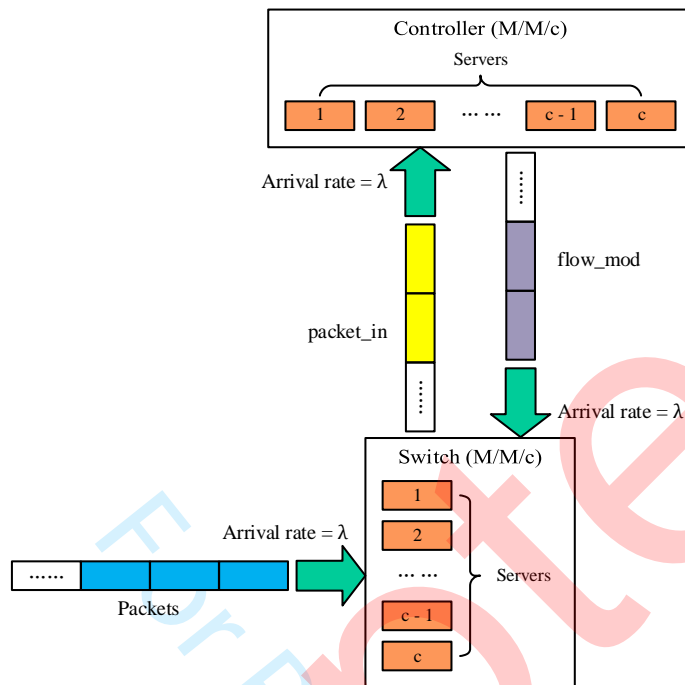 Controller (M/M/c)
Servers
1 2 ... ... c - 1 c
Arrival rate = λ
......
flow_mod
packet_in
......
Arrival rate = λ
Switch (M/M/c)
1
Arrival rate = λ
2
......
... ...
Servers
Packets
c - 1
c